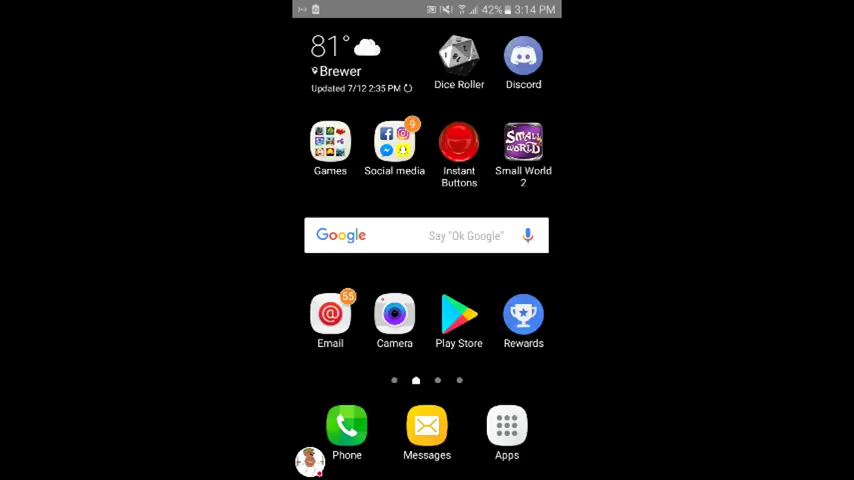 42% 3:14 PM
81°
Brewer
Updated 7/12 2:35 PM
Dice Roller
Discord
9
Games
Social media
Instant Buttons
SMALL WORLD
Small World 2
Google
Say "Ok Google"
55
Email
Camera
Play Store
Rewards
Phone
Messages
Apps